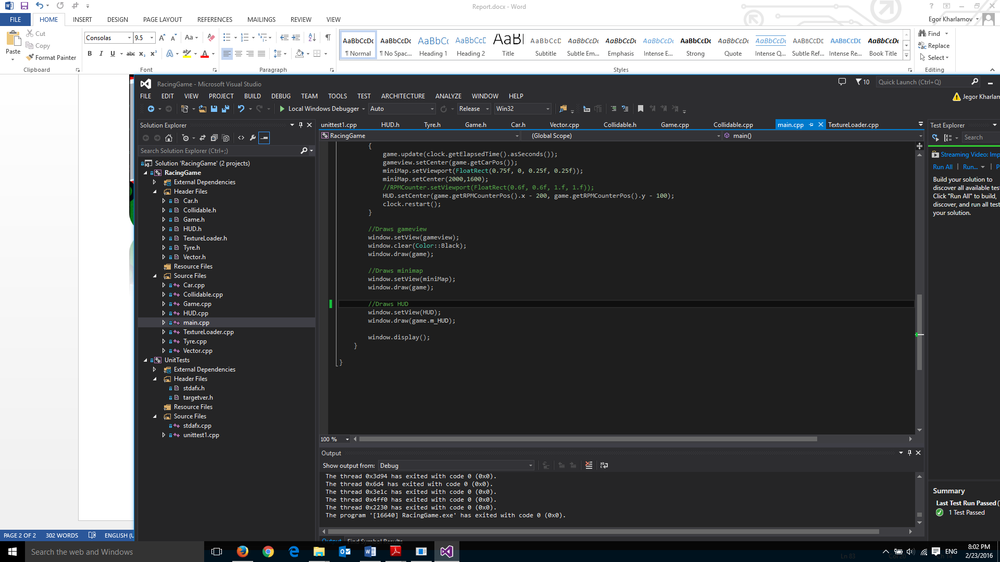 Report.docx - Word
FILE HOME INSERT DESIGN PAGE LAYOUT REFERENCES MAILINGS REVIEW VIEW
Egor Kharlamov
Paste
Cut
Copy
Format Painter
Clipboard
Consolas 9.5
Font
Paragraph
AaBbCcDc AaBbCcDc AaBbCc AaBbCcD AaBl AaBbCcD AaBbCcDc AaBbCcDc AaBbCcDc AaBbCcDc AaBbCcDc AaBbCcDc AABBCCDE AABBCCDE AaBbCcDc
¶ Normal ¶ No Spac... Heading 1 Heading 2 Title Subtitle Subtle Em... Emphasis Intense E... Strong Quote Intense Q... Subtle Ref... Intense Re... Book Title
Styles
Find
Replace
Select
Editing
RacingGame - Microsoft Visual Studio
10
Quick Launch (Ctrl+Q)
FILE EDIT VIEW PROJECT BUILD DEBUG TEAM TOOLS TEST ARCHITECTURE ANALYZE WINDOW HELP
Jegor Kharlam
Local Windows Debugger Auto Release Win32
Solution Explorer
Search Solution Explorer (Ctrl+;)
Solution 'RacingGame' (2 projects)
RacingGame
External Dependencies
Header Files
Car.h
Collidable.h
Game.h
HUD.h
TextureLoader.h
Tyre.h
Vector.h
Resource Files
Source Files
Car.cpp
Collidable.cpp
Game.cpp
HUD.cpp
main.cpp
TextureLoader.cpp
Tyre.cpp
Vector.cpp
UnitTests
External Dependencies
Header Files
stdafx.h
targetver.h
Resource Files
Source Files
stdafx.cpp
unittest1.cpp
unittest1.cpp HUD.h Tyre.h Game.h Car.h Vector.cpp Collidable.h Game.cpp Collidable.cpp main.cpp TextureLoader.cpp
RacingGame (Global Scope) main()
{
game.update(clock.getElapsedTime().asSeconds());
gameview.setCenter(game.getCarPos());
miniMap.setViewport(FloatRect(0.75f, 0, 0.25f, 0.25f));
miniMap.setCenter(2000,1600);
//RPMCounter.setViewport(FloatRect(0.6f, 0.6f, 1.f, 1.f));
HUD.setCenter(game.getRPMCounterPos().x - 200, game.getRPMCounterPos().y - 100);
clock.restart();
}
//Draws gameview
window.setView(gameview);
window.clear(Color::Black);
window.draw(game);
//Draws minimap
window.setView(miniMap);
window.draw(game);
//Draws HUD
window.setView(HUD);
window.draw(game.m_HUD);
window.display();
}
}
100 %
Output
Show output from: Debug
The thread 0x3d94 has exited with code 0 (0x0).
The thread 0x6d4 has exited with code 0 (0x0).
The thread 0x3e1c has exited with code 0 (0x0).
The thread 0x4ff0 has exited with code 0 (0x0).
The thread 0x2230 has exited with code 0 (0x0).
The program '[16640] RacingGame.exe' has exited with code 0 (0x0).
Output Find Symbol Results
Test Explorer
Search
Streaming Video: Imp
Run All Run... P
Build your solution to
discover all available test
Click "Run All" to build,
discover, and run all test
your solution.
Summary
Last Test Run Passed (
1 Test Passed
PAGE 2 OF 2 302 WORDS ENGLISH (U
Search the web and Windows
ENG
8:02 PM
2/23/2016
Ln 83